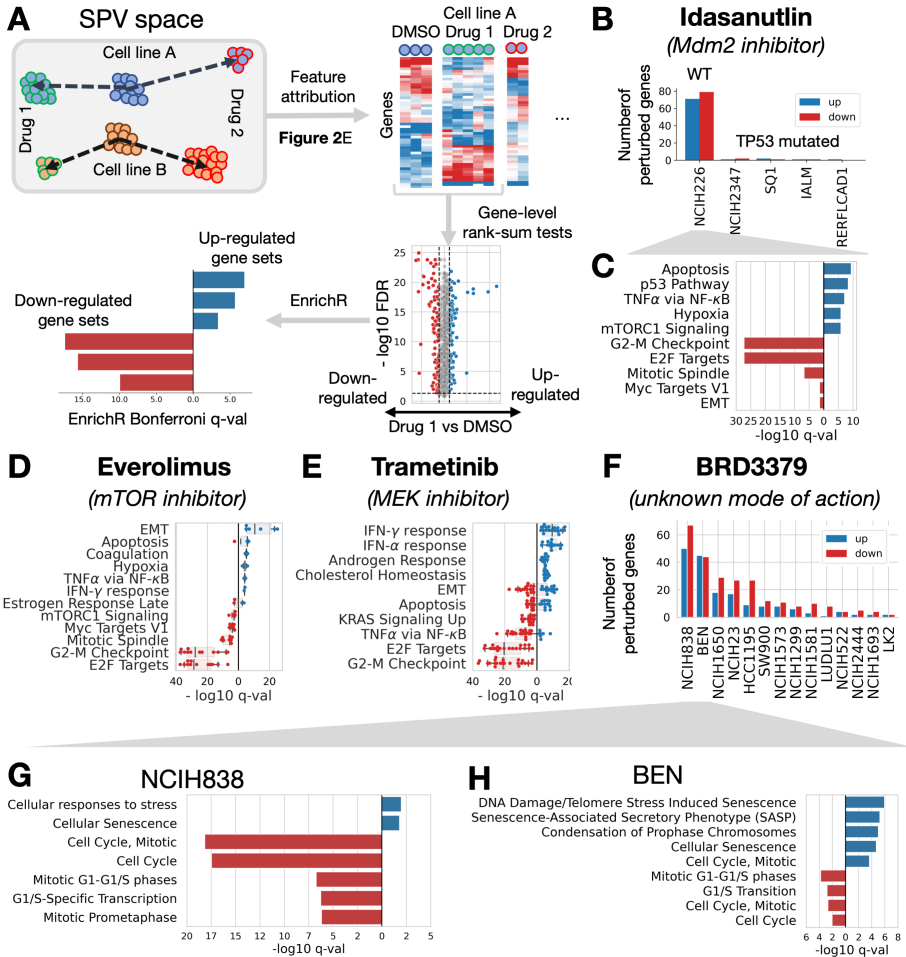 A
SPV space
Cell line A
Drug 1
Drug 2
Cell line B
Feature
attribution
Figure 2E
Cell line A
DMSO Drug 1 Drug 2
Genes
...
Gene-level
rank-sum tests
Up-regulated
gene sets
Down-regulated
gene sets
15.0 10.0 5.0 0.0 5.0
EnrichR Bonferroni q-val
EnrichR
- log10 FDR
25
20
15
10
5
0
Down-
regulated
Up-
regulated
Drug 1 vs DMSO
B
Idasanutlin
(Mdm2 inhibitor)
WT
Numberof
perturbed genes
80
60
40
20
0
up
down
TP53 mutated
NCIH226
NCIH2347
SQ1
IALM
RERFLCAD1
C
Apoptosis
p53 Pathway
TNFα via NF-κB
Hypoxia
mTORC1 Signaling
G2-M Checkpoint
E2F Targets
Mitotic Spindle
Myc Targets V1
EMT
30 25 20 15 10 5 0 5 10
-log10 q-val
D
Everolimus
(mTOR inhibitor)
EMT
Apoptosis
Coagulation
Hypoxia
TNFα via NF-κB
IFN-γ response
Estrogen Response Late
mTORC1 Signaling
Myc Targets V1
Mitotic Spindle
G2-M Checkpoint
E2F Targets
40 20 0 20
- log10 q-val
E
Trametinib
(MEK inhibitor)
IFN-γ response
IFN-α response
Androgen Response
Cholesterol Homeostasis
EMT
Apoptosis
KRAS Signaling Up
TNFα via NF-κB
E2F Targets
G2-M Checkpoint
40 20 0
- log10 q-val
F
BRD3379
(unknown mode of action)
Numberof
perturbed genes
60
40
20
0
up
down
NCIH838
BEN
NCIH1650
NCIH23
HCC1195
SW900
NCIH1573
NCIH1299
NCIH1581
LUDLU1
NCIH522
NCIH2444
NCIH1693
LK2
G
NCIH838
Cellular responses to stress
Cellular Senescence
Cell Cycle, Mitotic
Cell Cycle
Mitotic G1-G1/S phases
G1/S-Specific Transcription
Mitotic Prometaphase
20 17 15 12 10 7 5 2 0 2 5
-log10 q-val
H
BEN
DNA Damage/Telomere Stress Induced Senescence
Senescence-Associated Secretory Phenotype (SASP)
Condensation of Prophase Chromosomes
Cellular Senescence
Cell Cycle, Mitotic
Mitotic G1-G1/S phases
G1/S Transition
Cell Cycle, Mitotic
Cell Cycle
6 4 2 0 2 4 6 8
-log10 q-val